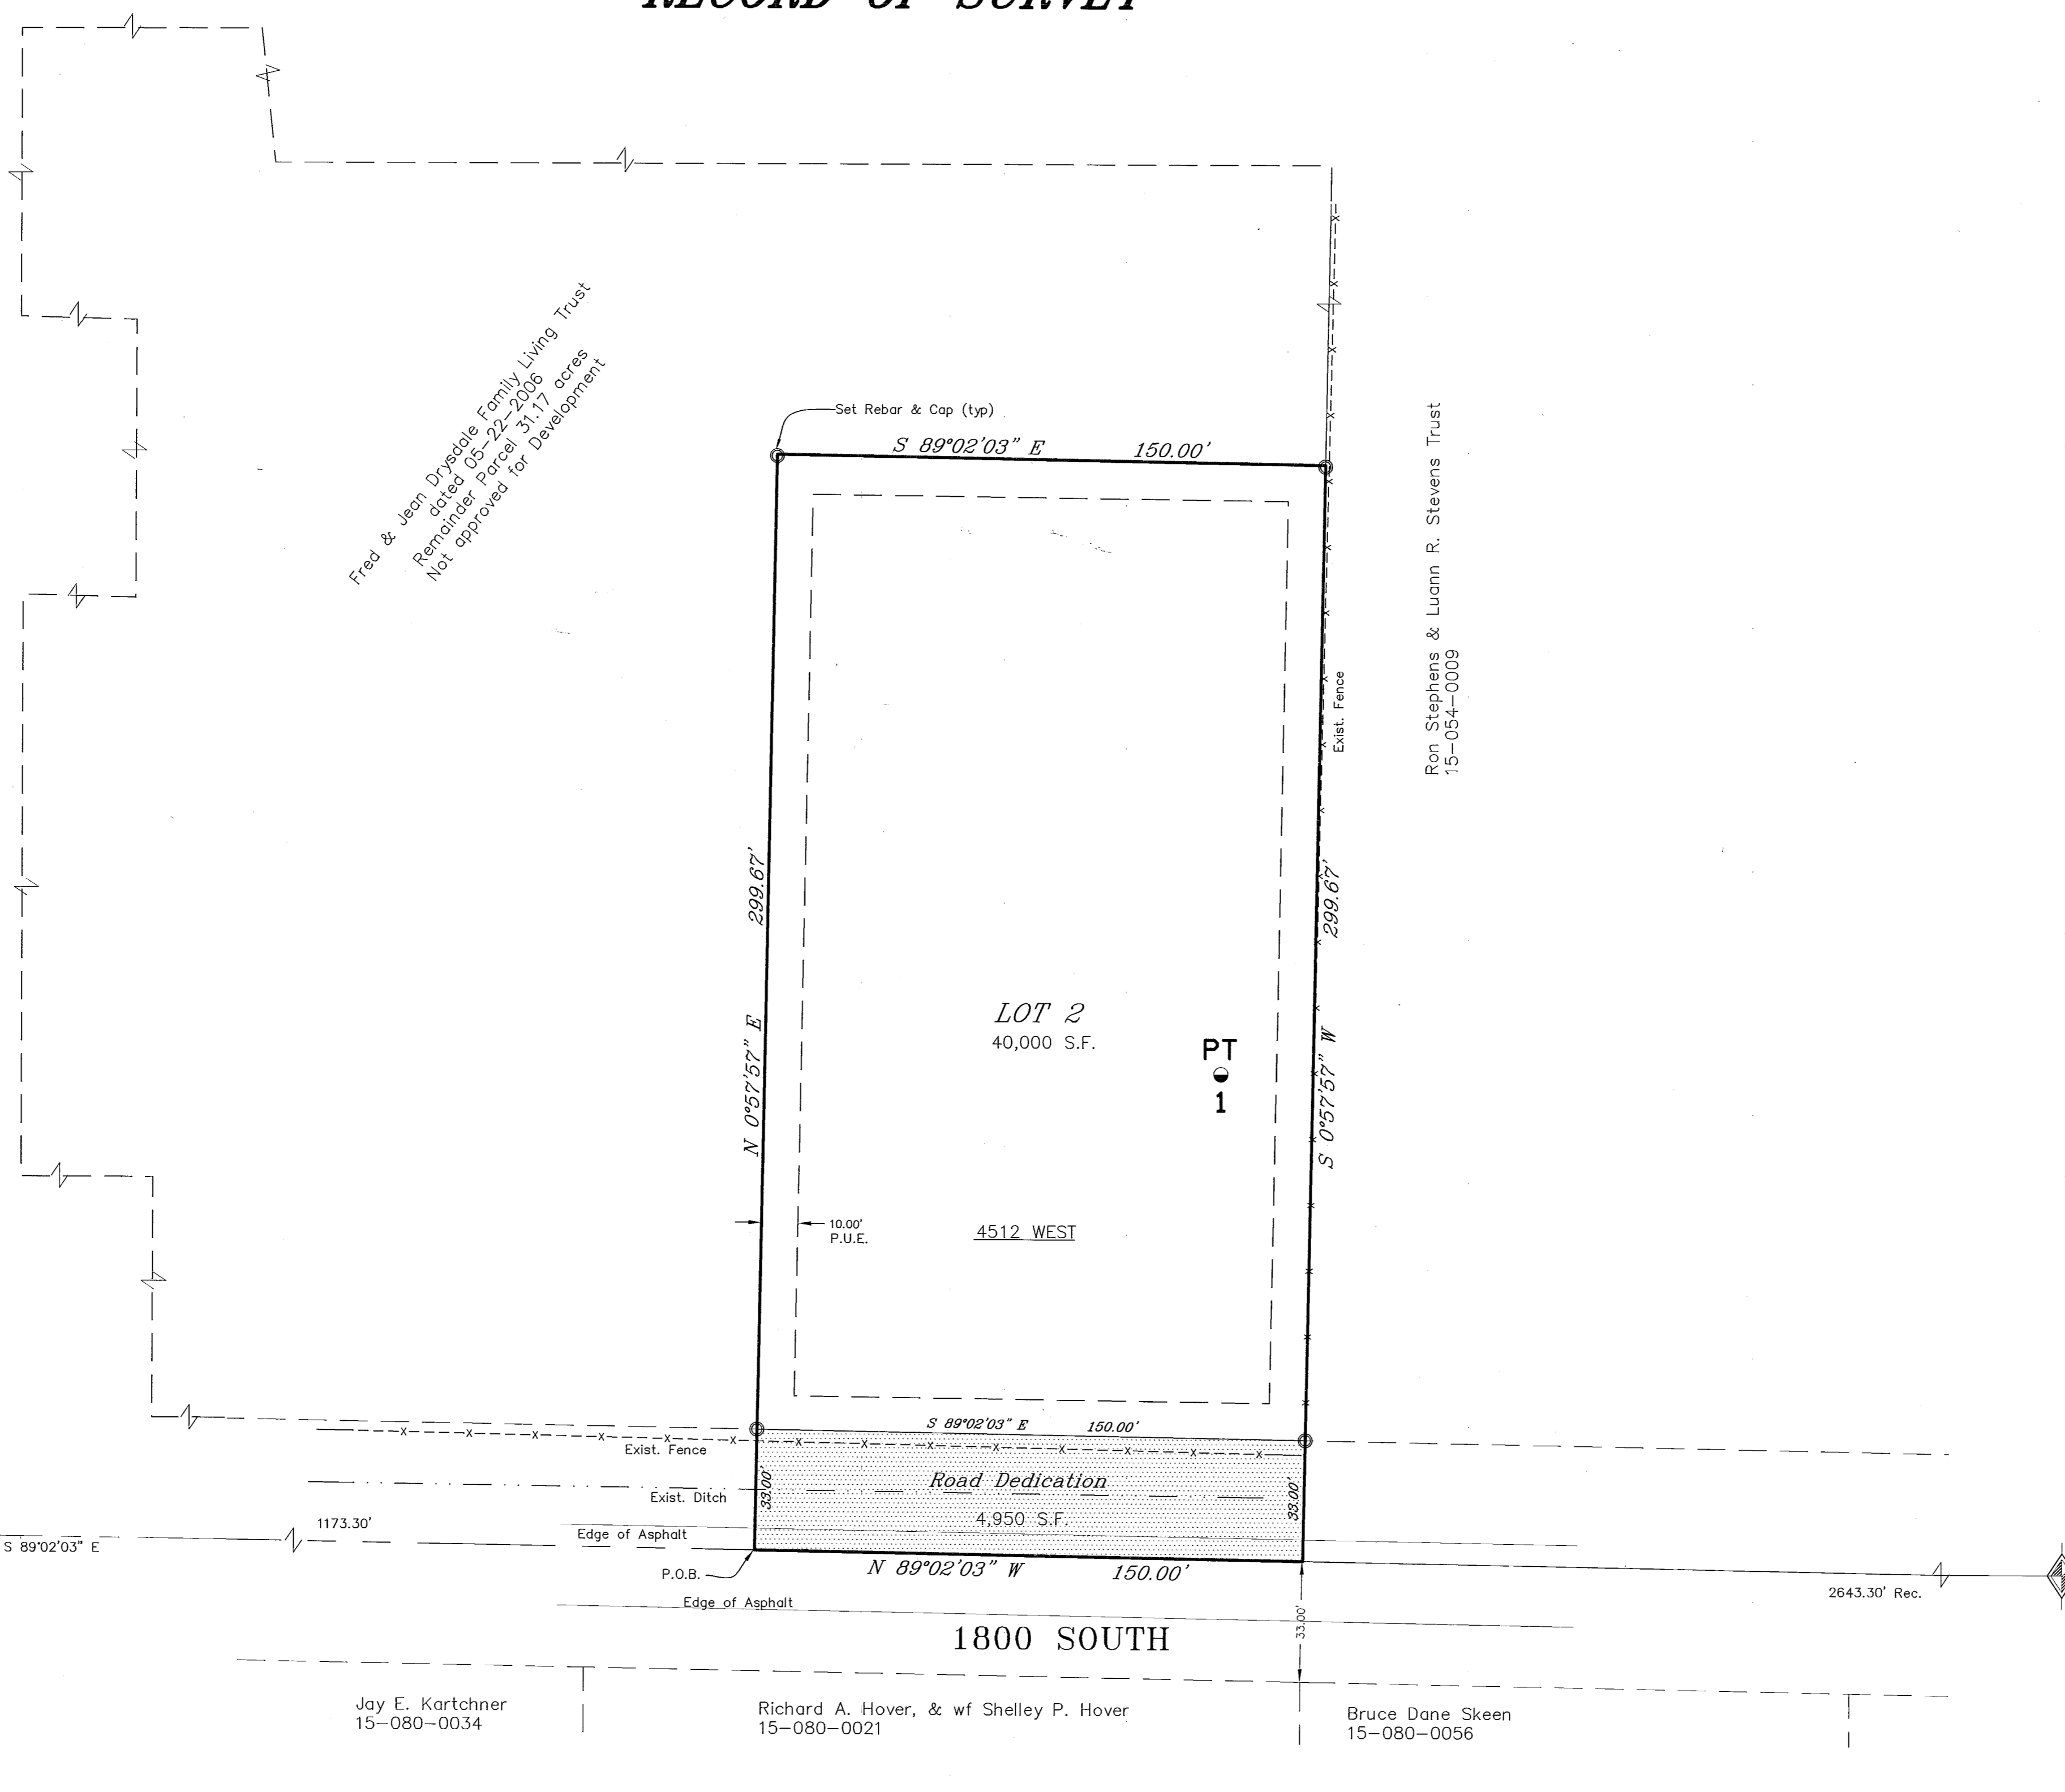 RECORD OF SURVEY
Fred & Jean Drysdale Family Living Trust
dated 05-22-2006
Remainder Parcel 31.17 acres
Not approved for Development
Set Rebar & Cap (typ)
S 89°02'03" E 150.00'
Ron Stephens & Luann R. Stevens Trust
15-054-0009
Exist. Fence
299.67'
N 0°57'57" E
299.67'
S 0°57'57" W
LOT 2
40,000 S.F.
PT
1
10.00'
P.U.E.
4512 WEST
S 89°02'03" E 150.00'
Exist. Fence
33.00'
Road Dedication
33.00'
Exist. Ditch
4,950 S.F.
1173.30'
Edge of Asphalt
S 89°02'03" E
P.O.B.
N 89°02'03" W 150.00'
2643.30' Rec.
Edge of Asphalt
33.00'
1800 SOUTH
Jay E. Kartchner
15-080-0034
Richard A. Hover, & wf Shelley P. Hover
15-080-0021
Bruce Dane Skeen
15-080-0056